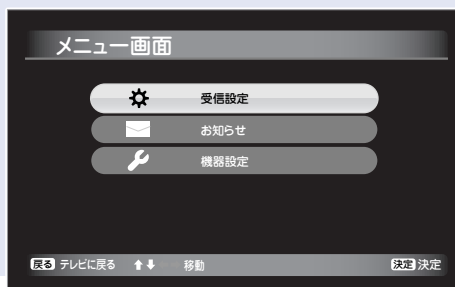 メニュー画面
受信設定
お知らせ
機器設定
戻る テレビに戻る ⬆⬇ 移動 決定 決定